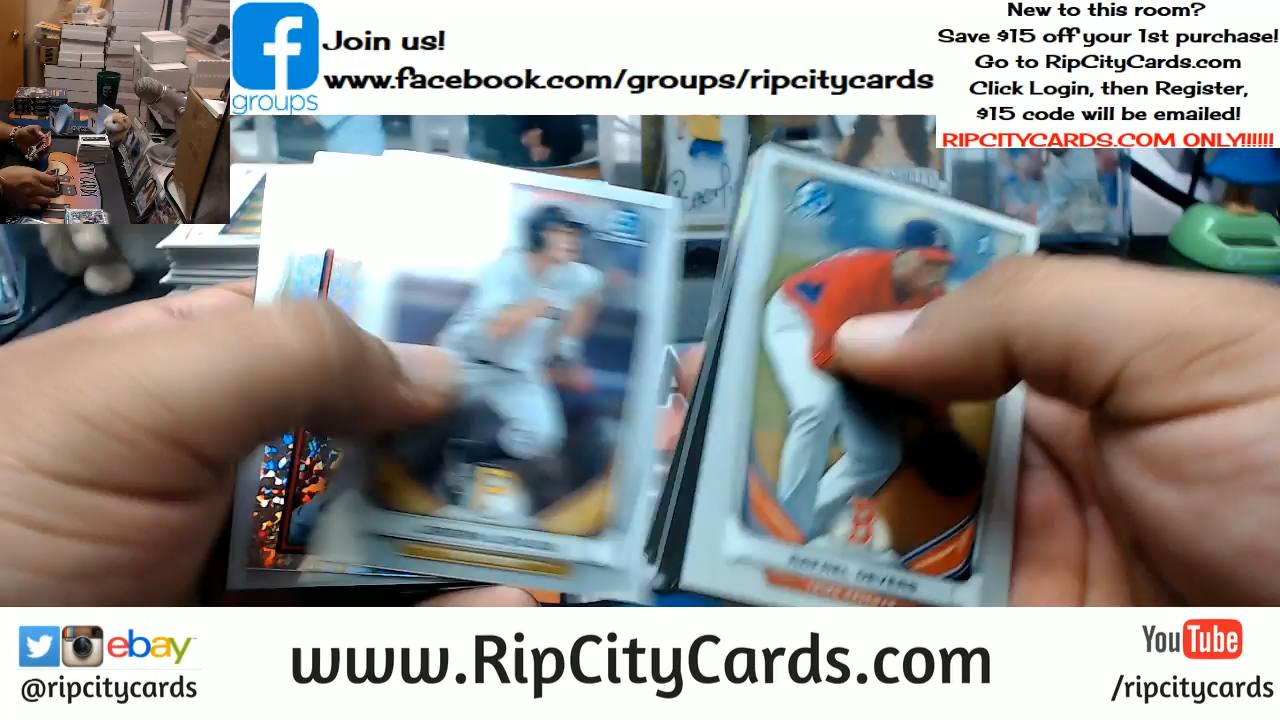 f
groups
Join us!
www.facebook.com/groups/ripcitycards
New to this room?
Save $15 off your 1st purchase!
Go to RipCityCards.com
Click Login, then Register,
$15 code will be emailed!
RIPCITYCARDS.COM ONLY!!!!!!
B
RAFAEL DEVERS
ebay
@ripcitycards
www.RipCityCards.com
YouTube
/ripcitycards